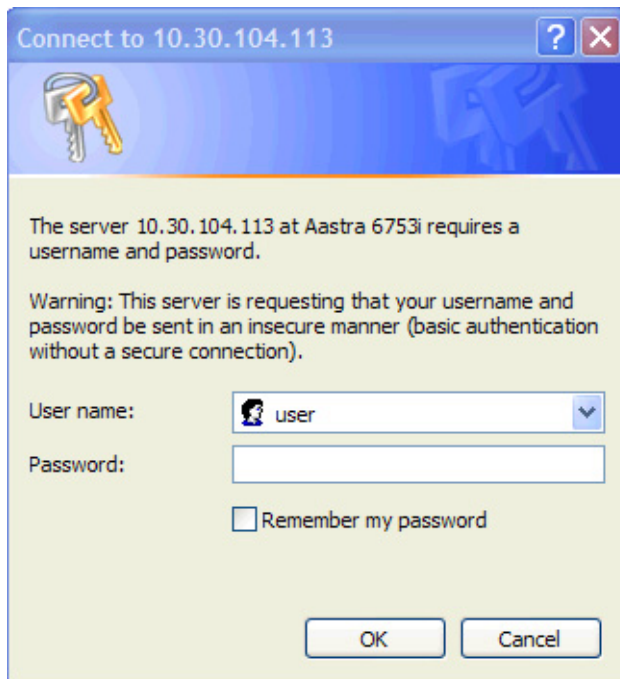 Connect to 10.30.104.113
?
The server 10.30.104.113 at Aastra 6753i requires a
username and password.
Warning: This server is requesting that your username and
password be sent in an insecure manner (basic authentication
without a secure connection).
User name:
user
Password:
Remember my password
OK
Cancel